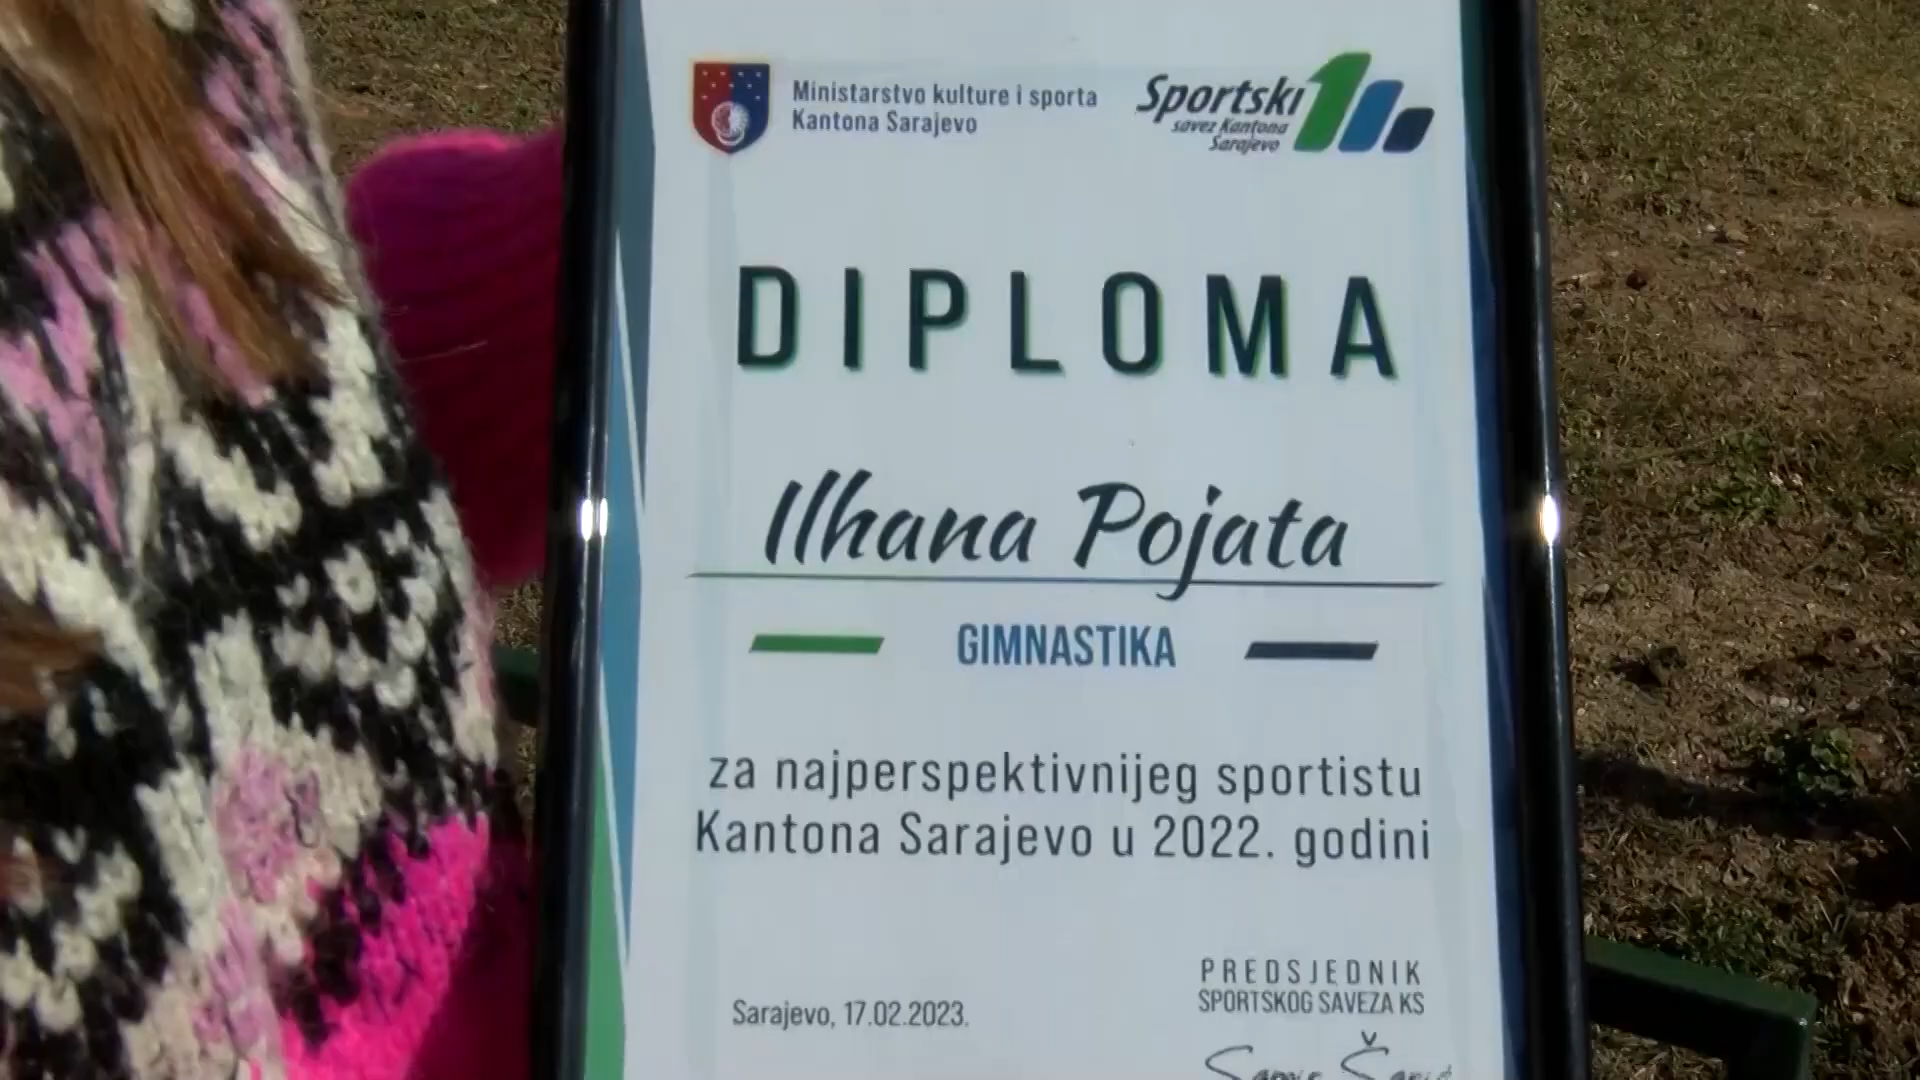 Ministarstvo kulture i sporta
Kantona Sarajevo
Sportski
savez Kantona
Sarajevo
DIPLOMA
Ilhana Pojata
GIMNASTIKA
za najperspektivnijeg sportistu
Kantona Sarajevo u 2022. godini
PREDSJEDNIK
SPORTSKOG SAVEZA KS
Sarajevo, 17.02.2023.